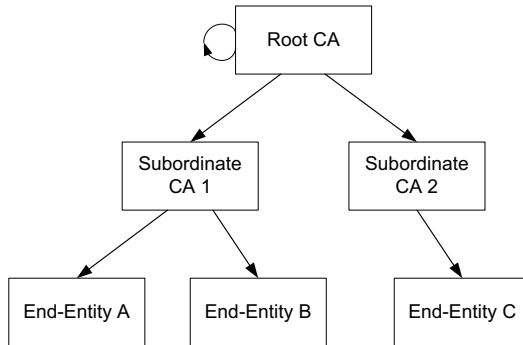 Root CA
Subordinate
CA 1
Subordinate
CA 2
End-Entity A
End-Entity B
End-Entity C